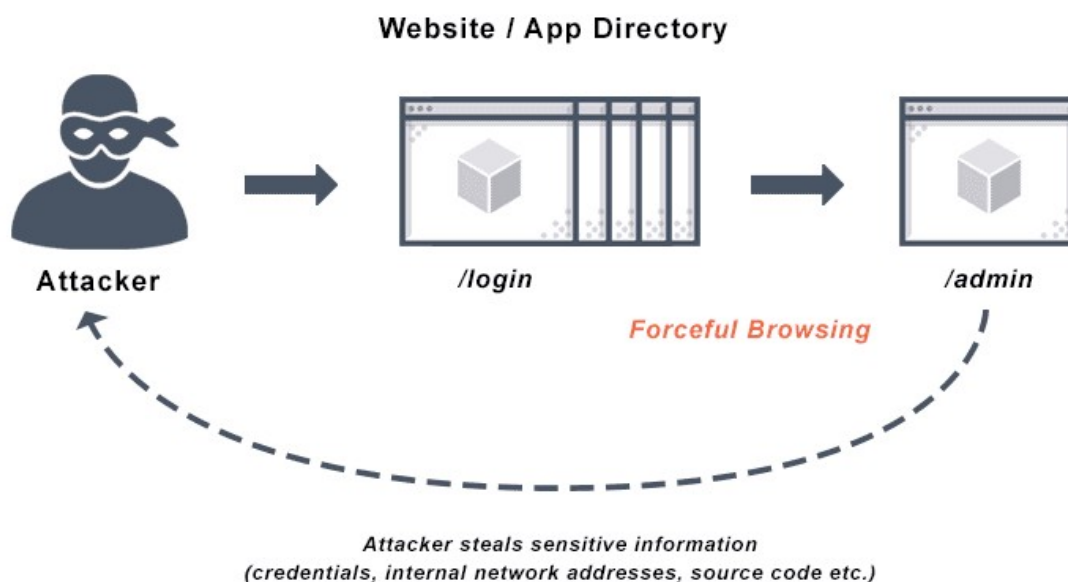 Website / App Directory
Attacker
/login
/admin
Forceful Browsing
Attacker steals sensitive information
(credentials, internal network addresses, source code etc.)